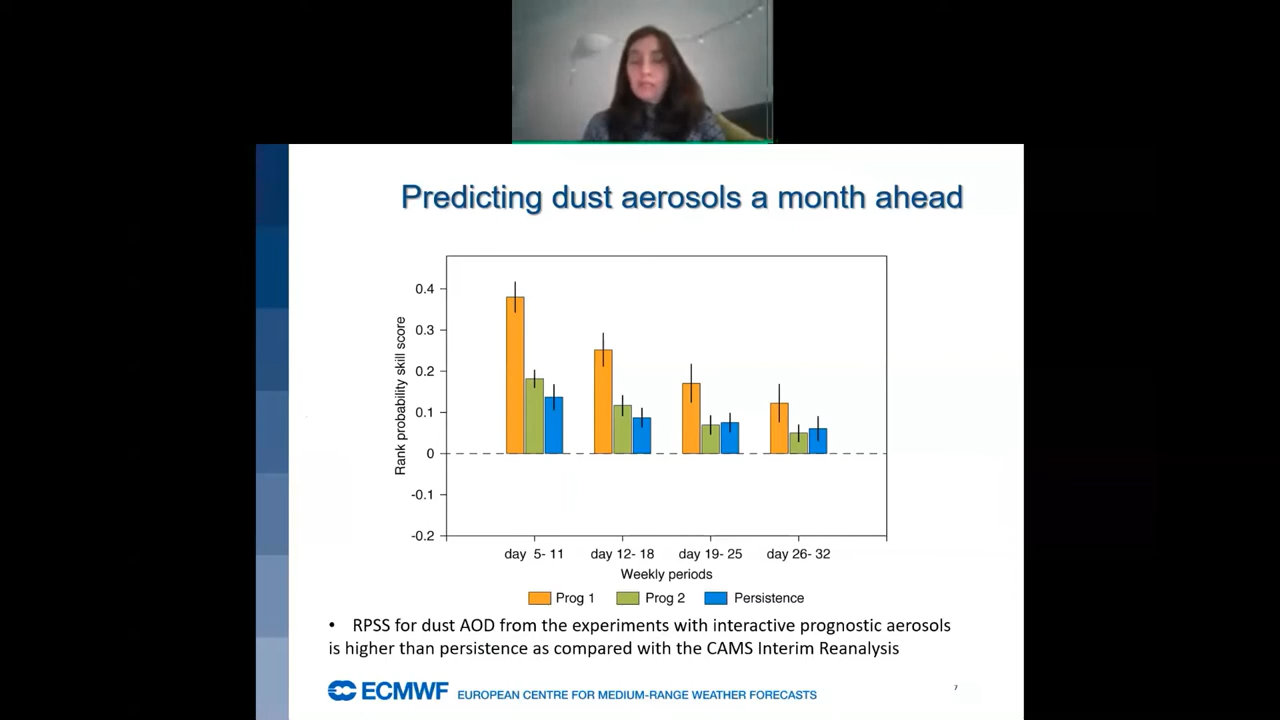 Predicting dust aerosols a month ahead
Rank probability skill score
0.4
0.3
0.2
0.1
0
-0.1
-0.2
day 5- 11 day 12- 18 day 19- 25 day 26- 32
Weekly periods
Prog 1 Prog 2 Persistence
• RPSS for dust AOD from the experiments with interactive prognostic aerosols
is higher than persistence as compared with the CAMS Interim Reanalysis
ECMWF EUROPEAN CENTRE FOR MEDIUM-RANGE WEATHER FORECASTS
7